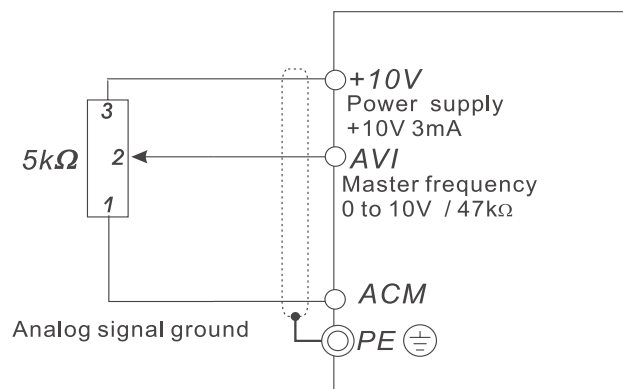 +10V
3
Power supply
+10V 3mA
5kΩ
2
AVI
Master frequency
0 to 10V / 47kΩ
1
ACM
Analog signal ground
PE